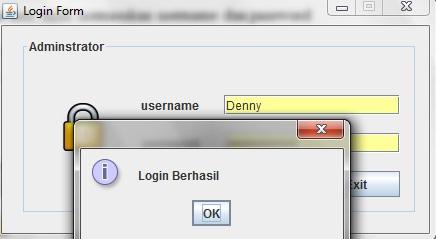 Login Form
Adminstrator
username Denny
Login Berhasil
Exit
OK